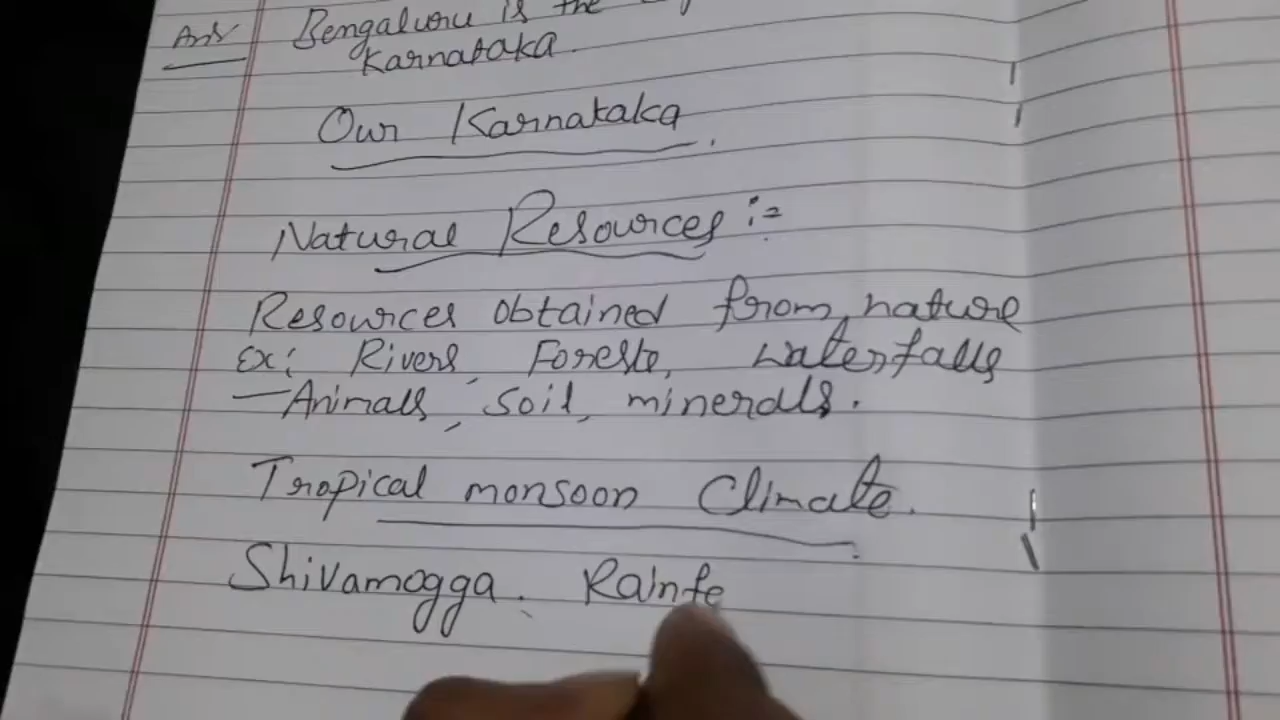 Ans Bengaluru is the
Karnataka.
Our Karnataka.
Natural Resources :=
Resources obtained from nature
Ex: Rivers, Forests, Waterfalls
—Animals, soil, minerals.
Tropical monsoon Climate.
Shivamogga. Rainfe